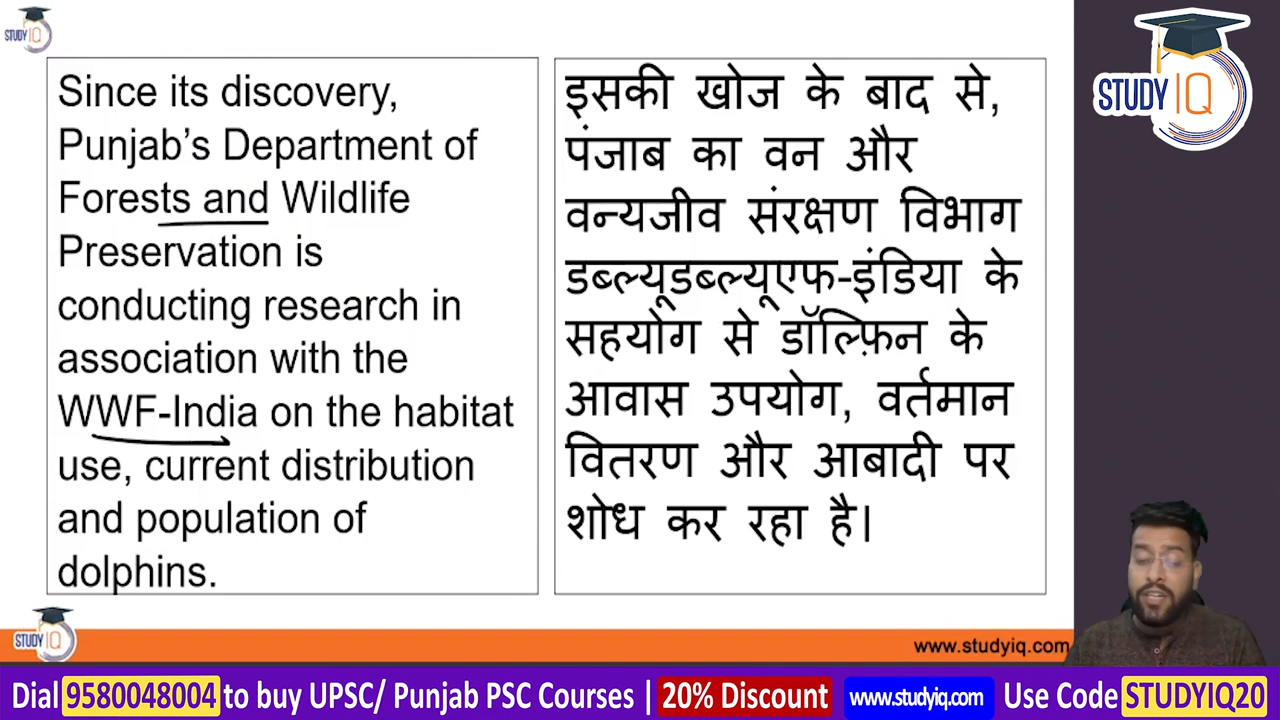 STUDY IQ
Since its discovery,
Punjab’s Department of
Forests and Wildlife
Preservation is
conducting research in
association with the
WWF-India on the habitat
use, current distribution
and population of
dolphins.
इसकी खोज के बाद से,
पंजाब का वन और
वन्यजीव संरक्षण विभाग
डब्ल्यूडब्ल्यूएफ-इंडिया के
सहयोग से डॉल्फ़िन के
आवास उपयोग, वर्तमान
वितरण और आबादी पर
शोध कर रहा है।
STUDY IQ
STUDY IQ
www.studyiq.com
Dial 9580048004 to buy UPSC/ Punjab PSC Courses | 20% Discount www.studyiq.com Use Code STUDYIQ20